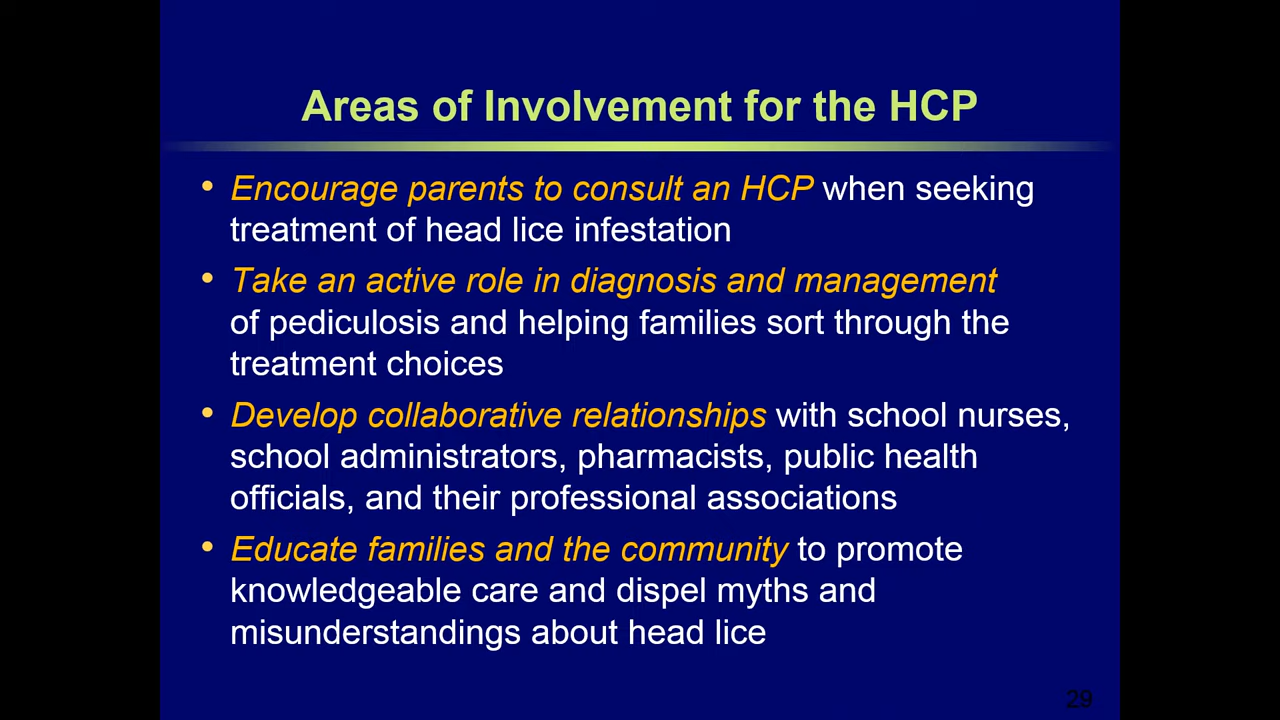 Areas of Involvement for the HCP
• Encourage parents to consult an HCP when seeking
treatment of head lice infestation
• Take an active role in diagnosis and management
of pediculosis and helping families sort through the
treatment choices
• Develop collaborative relationships with school nurses,
school administrators, pharmacists, public health
officials, and their professional associations
• Educate families and the community to promote
knowledgeable care and dispel myths and
misunderstandings about head lice
29